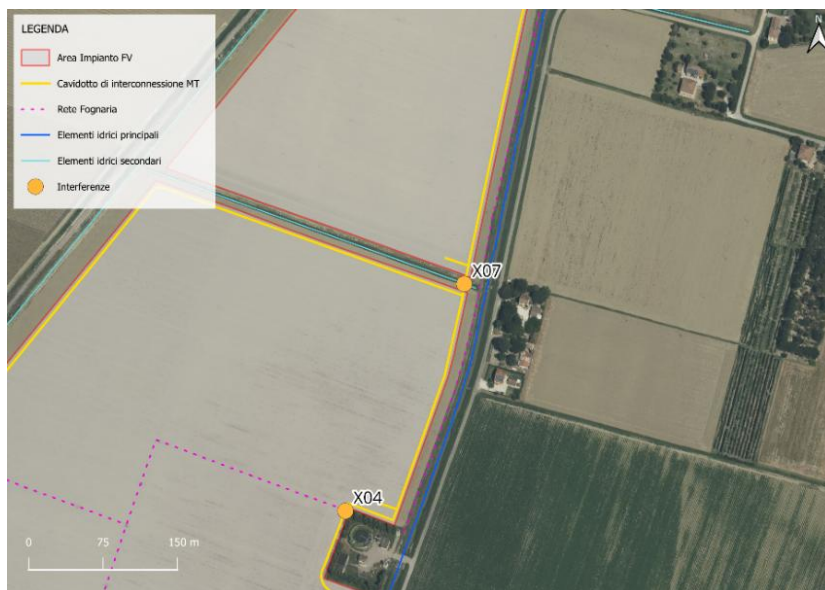 LEGENDA
Area Impianto FV
Cavidotto di interconnessione MT
Rete Fognaria
Elementi idrici principali
Elementi idrici secondari
Interferenze
N
X07
X04
0 75 150 m